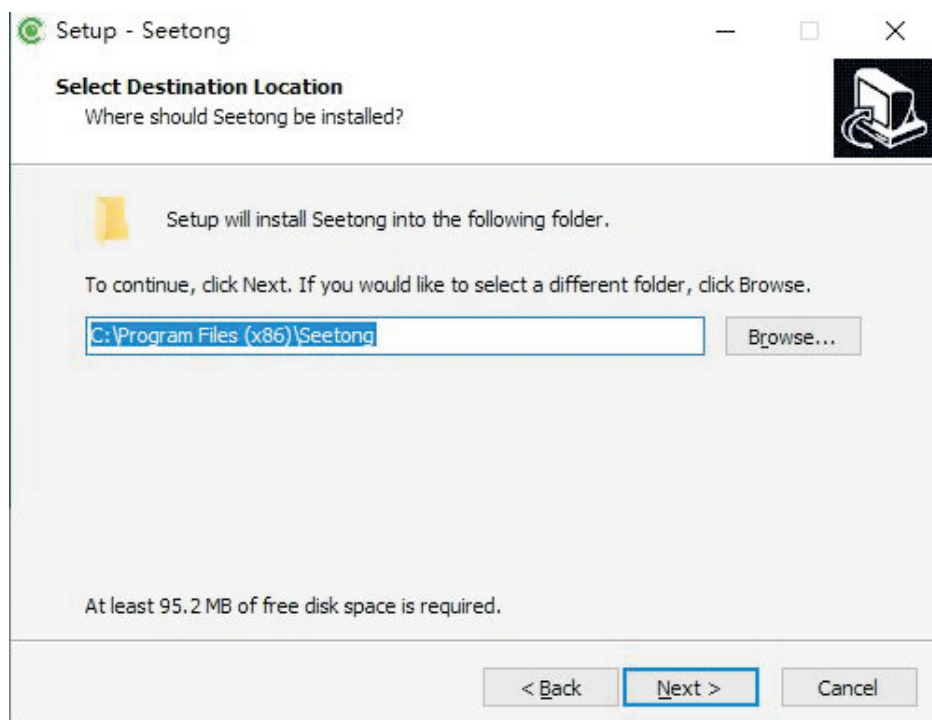 Setup - Seetong
Select Destination Location
Where should Seetong be installed?
Setup will install Seetong into the following folder.
To continue, click Next. If you would like to select a different folder, click Browse.
C:\Program Files (x86)\Seetong
Browse...
At least 95.2 MB of free disk space is required.
< Back
Next >
Cancel